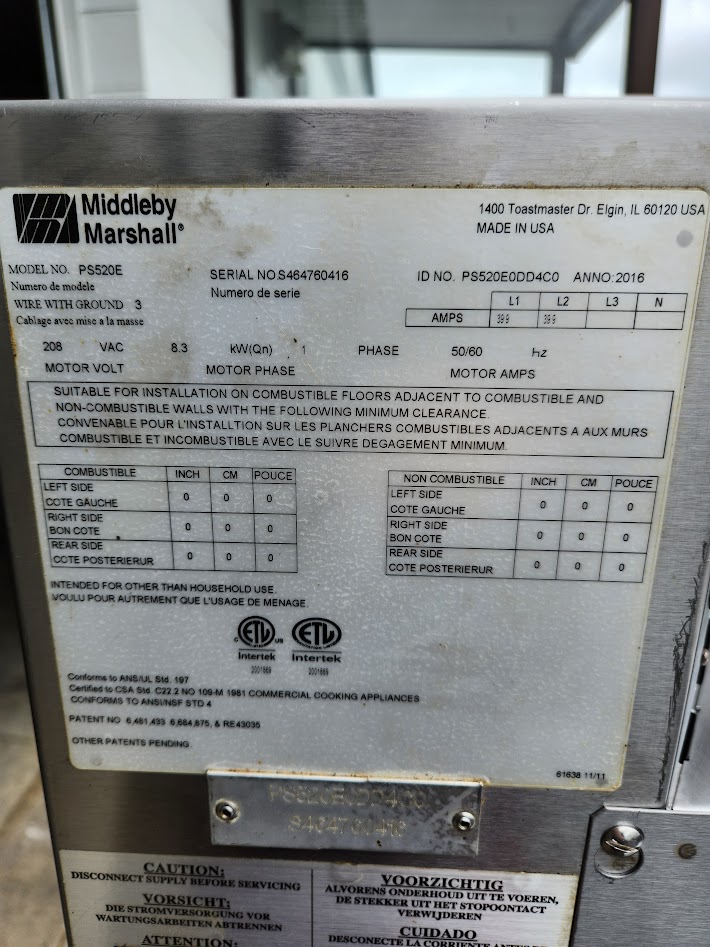 Middleby
Marshall®
1400 Toastmaster Dr. Elgin, IL 60120 USA
MADE IN USA
MODEL NO. PS520E SERIAL NO.S464760416 ID NO. PS520E0DD4C0 ANNO:2016
Numero de modele Numero de serie
WIRE WITH GROUND 3
Cablage avec mise a la masse
L1 L2 L3 N
AMPS 39.9 39.9
208 VAC 8.3 kW(Qn) 1 PHASE 50/60 hz
MOTOR VOLT MOTOR PHASE MOTOR AMPS
SUITABLE FOR INSTALLATION ON COMBUSTIBLE FLOORS ADJACENT TO COMBUSTIBLE AND
NON-COMBUSTIBLE WALLS WITH THE FOLLOWING MINIMUM CLEARANCE.
CONVENABLE POUR L'INSTALLTION SUR LES PLANCHERS COMBUSTIBLES ADJACENTS A AUX MURS
COMBUSTIBLE ET INCOMBUSTIBLE AVEC LE SUIVRE DEGAGEMENT MINIMUM.
COMBUSTIBLE INCH CM POUCE
LEFT SIDE
COTE GAUCHE 0 0 0
RIGHT SIDE
BON COTE 0 0 0
REAR SIDE
COTE POSTERIERUR 0 0 0
NON COMBUSTIBLE INCH CM POUCE
LEFT SIDE
COTE GAUCHE 0 0 0
RIGHT SIDE
BON COTE 0 0 0
REAR SIDE
COTE POSTERIERUR 0 0 0
INTENDED FOR OTHER THAN HOUSEHOLD USE.
VOULU POUR AUTREMENT QUE L'USAGE DE MENAGE.
C ETL US ETL
Intertek Intertek
2001869 2001869
Conforms to ANS/UL Std. 197
Certified to CSA Std. C22.2 NO 109-M 1981 COMMERCIAL COOKING APPLIANCES
CONFORMS TO ANSI/NSF STD 4
PATENT NO 6,481,433 6,684,875, & RE43035
OTHER PATENTS PENDING.
61638 11/11
PS520E0DD4C0
S464760416
CAUTION:
DISCONNECT SUPPLY BEFORE SERVICING
VORSICHT:
DIE STROMVERSORGUNG VOR
WARTUNGSARBEITEN ABTRENNEN
ATTENTION:
VOORZICHTIG
ALVORENS ONDERHOUD UIT TE VOEREN,
DE STEKKER UIT HET STOPCONTACT
VERWIJDEREN
CUIDADO
DESCONECTE LA CORRIENTE ANTES